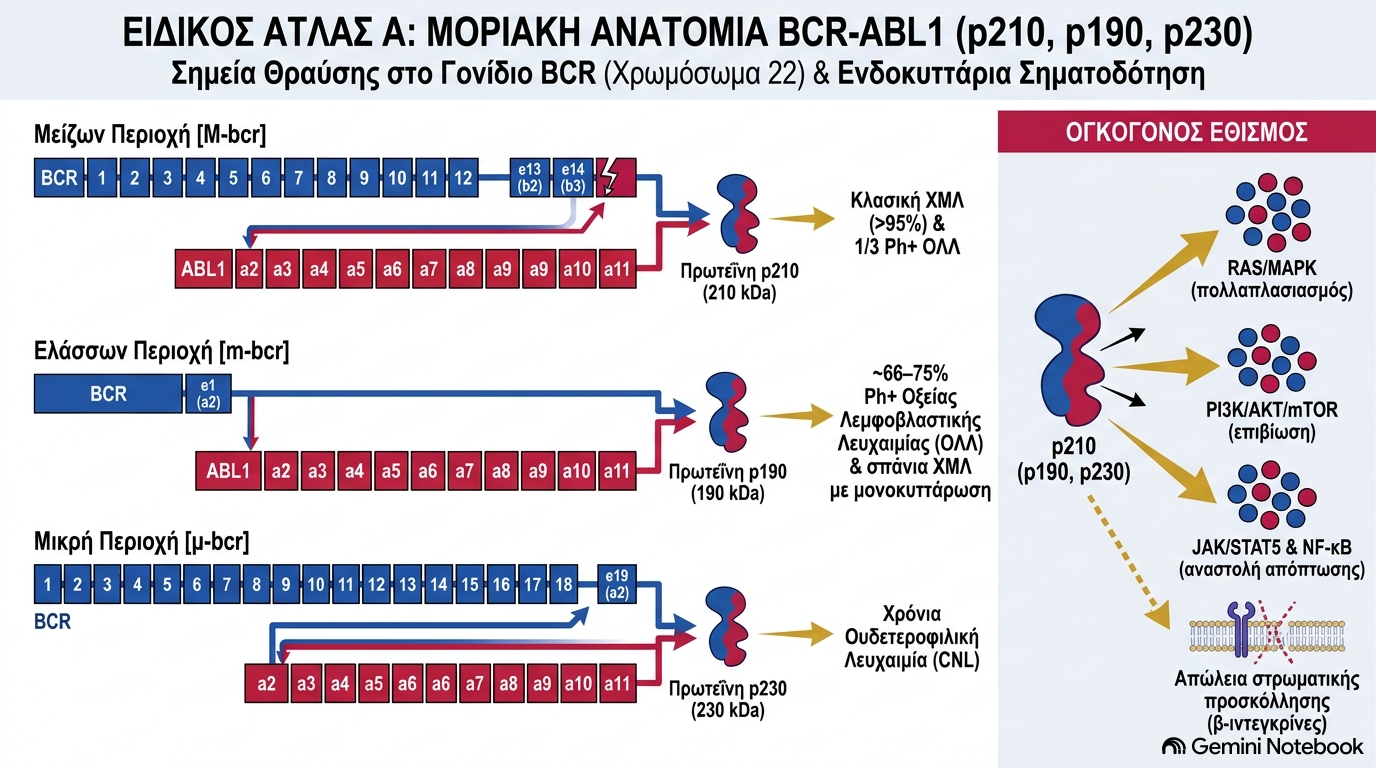 ΕΙΔΙΚΟΣ ΑΤΛΑΣ Α: ΜΟΡΙΑΚΗ ΑΝΑΤΟΜΙΑ BCR-ABL1 (p210, p190, p230)
Σημεία Θραύσης στο Γονίδιο BCR (Χρωμόσωμα 22) & Ενδοκυττάρια Σηματοδότηση
Μείζων Περιοχή [M-bcr]
BCR 1 2 3 4 5 6 7 8 9 10 11 12 e13 (b2) e14 (b3)
ABL1 a2 a3 a4 a5 a6 a7 a8 a9 a9 a10 a11
Πρωτεΐνη p210
(210 kDa)
Κλασική ΧΜΛ
(>95%) &
1/3 Ph+ ΟΛΛ
Ελάσσων Περιοχή [m-bcr]
BCR e1 (a2)
ABL1 a2 a3 a4 a5 a6 a7 a8 a9 a10 a11
Πρωτεΐνη p190
(190 kDa)
~66–75%
Ph+ Οξείας
Λεμφοβλαστικής
Λευχαιμίας (ΟΛΛ)
& σπάνια ΧΜΛ
με μονοκυττάρωση
Μικρή Περιοχή [μ-bcr]
1 2 3 4 5 6 7 8 9 10 11 12 13 14 15 16 17 18 e19 (a2)
BCR
a2 a3 a4 a5 a6 a6 a7 a8 a9 a10 a11
Πρωτεΐνη p230
(230 kDa)
Χρόνια
Ουδετεροφιλική
Λευχαιμία (CNL)
ΟΓΚΟΓΟΝΟΣ ΕΘΙΣΜΟΣ
p210
(p190, p230)
RAS/MAPK
(πολλαπλασιασμός)
PI3K/AKT/mTOR
(επιβίωση)
JAK/STAT5 & NF-κB
(αναστολή απόπτωσης)
Απώλεια στρωματικής
προσκόλλησης
(β-ιντεγκρίνες)
Gemini Notebook